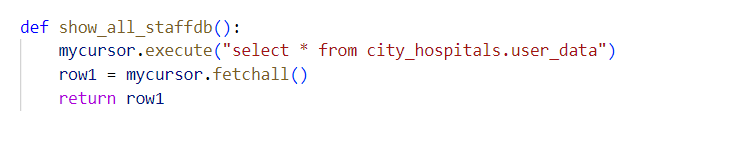 def show_all_staffdb():
    mycursor.execute("select * from city_hospitals.user_data")
    row1 = mycursor.fetchall()
    return row1